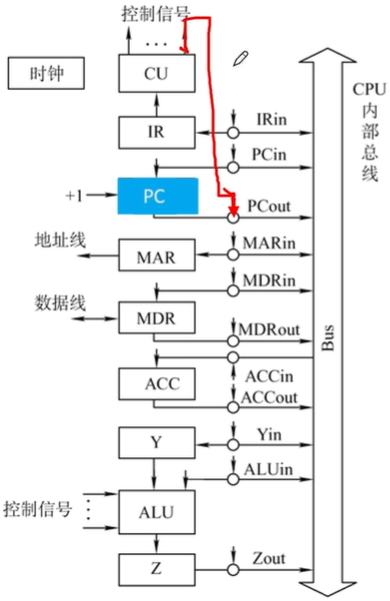 控制信号
...
CU
时钟
CPU
内
部
总
线
IR
IRin
PCin
+1
PC
PCout
地址线
MAR
MARin
MDRin
数据线
MDR
MDRout
Bus
ACC
ACCin
ACCout
Y
Yin
ALUin
控制信号
ALU
Z
Zout